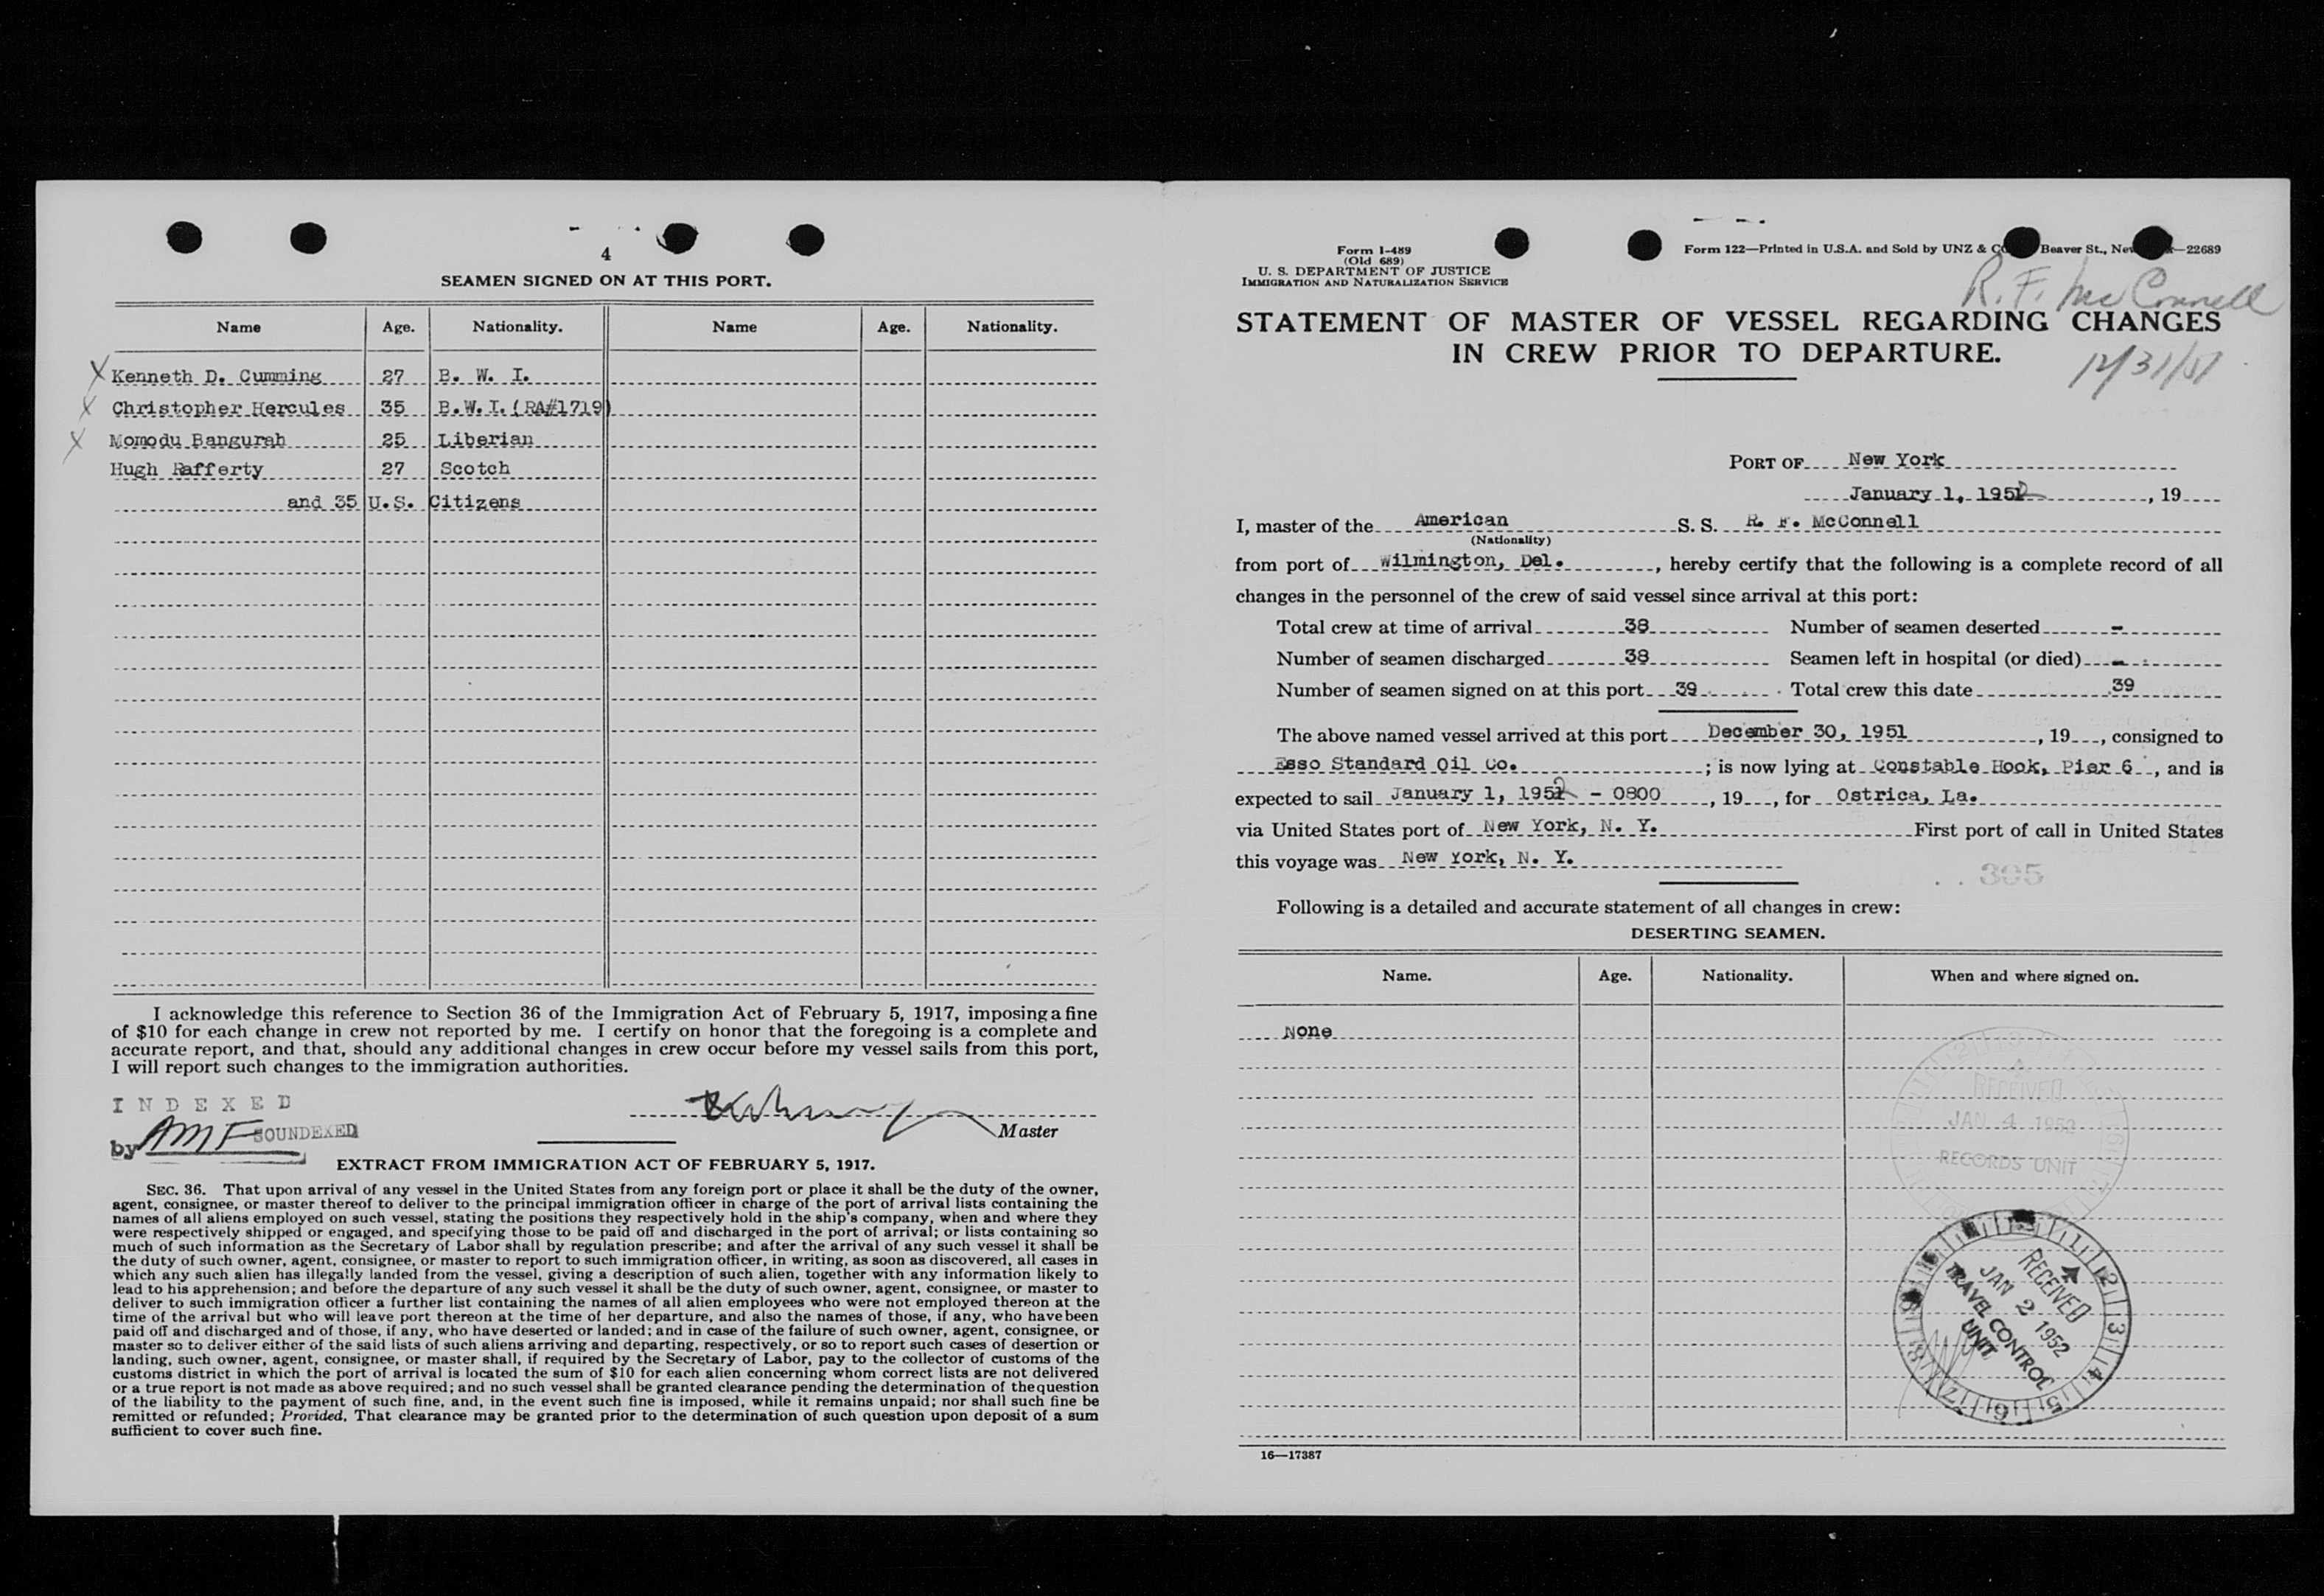 4
SEAMEN SIGNED ON AT THIS PORT.
Name Age. Nationality. Name Age. Nationality.
X Kenneth D. Cumming 27 B. W. I.
X Christopher Hercules 35 B.W.I.(RA#1719)
X Momodu Bangurah 25 Liberian
Hugh Rafferty 27 Scotch
and 35 U.S. Citizens
I acknowledge this reference to Section 36 of the Immigration Act of February 5, 1917, imposing a fine
of $10 for each change in crew not reported by me. I certify on honor that the foregoing is a complete and
accurate report, and that, should any additional changes in crew occur before my vessel sails from this port,
I will report such changes to the immigration authorities.
INDEXED
by AMF SOUNDEXED
Master
EXTRACT FROM IMMIGRATION ACT OF FEBRUARY 5, 1917.
SEC. 36. That upon arrival of any vessel in the United States from any foreign port or place it shall be the duty of the owner,
agent, consignee, or master thereof to deliver to the principal immigration officer in charge of the port of arrival lists containing the
names of all aliens employed on such vessel, stating the positions they respectively hold in the ship's company, when and where they
were respectively shipped or engaged, and specifying those to be paid off and discharged in the port of arrival; or lists containing so
much of such information as the Secretary of Labor shall by regulation prescribe; and after the arrival of any such vessel it shall be
the duty of such owner, agent, consignee, or master to report to such immigration officer, in writing, as soon as discovered, all cases in
which any such alien has illegally landed from the vessel, giving a description of such alien, together with any information likely to
lead to his apprehension; and before the departure of any such vessel it shall be the duty of such owner, agent, consignee, or master to
deliver to such immigration officer a further list containing the names of all alien employees who were not employed thereon at the
time of the arrival but who will leave port thereon at the time of her departure, and also the names of those, if any, who have been
paid off and discharged and of those, if any, who have deserted or landed; and in case of the failure of such owner, agent, consignee, or
master so to deliver either of the said lists of such aliens arriving and departing, respectively, or so to report such cases of desertion or
landing, such owner, agent, consignee, or master shall, if required by the Secretary of Labor, pay to the collector of customs of the
customs district in which the port of arrival is located the sum of $10 for each alien concerning whom correct lists are not delivered
or a true report is not made as above required; and no such vessel shall be granted clearance pending the determination of the question
of the liability to the payment of such fine, and, in the event such fine is imposed, while it remains unpaid; nor shall such fine be
remitted or refunded; Provided, That clearance may be granted prior to the determination of such question upon deposit of a sum
sufficient to cover such fine.
Form I-489
(Old 689)
U. S. DEPARTMENT OF JUSTICE
IMMIGRATION AND NATURALIZATION SERVICE
Form 122—Printed in U.S.A. and Sold by UNZ & Beaver St., —22689
R. F. McConnell
STATEMENT OF MASTER OF VESSEL REGARDING CHANGES
IN CREW PRIOR TO DEPARTURE.
12/31/51
PORT OF New York
January 1, 1952, 19
I, master of the American S. S. R. F. McConnell
(Nationality)
from port of Wilmington, Del., hereby certify that the following is a complete record of all
changes in the personnel of the crew of said vessel since arrival at this port:
Total crew at time of arrival 38 Number of seamen deserted -
Number of seamen discharged 38 Seamen left in hospital (or died) -
Number of seamen signed on at this port 39 Total crew this date 39
The above named vessel arrived at this port December 30, 1951, 19, consigned to
Esso Standard Oil Co.; is now lying at Constable Hook, Pier 6, and is
expected to sail January 1, 1952 - 0800, 19, for Ostrica, La.
via United States port of New York, N. Y. First port of call in United States
this voyage was New York, N. Y.
395
Following is a detailed and accurate statement of all changes in crew:
DESERTING SEAMEN.
Name. Age. Nationality. When and where signed on.
None
RECEIVED
JAN 4 1952
RECORDS UNIT
RECEIVED
JAN 2 1952
TRAVEL CONTROL
UNIT
16—17387